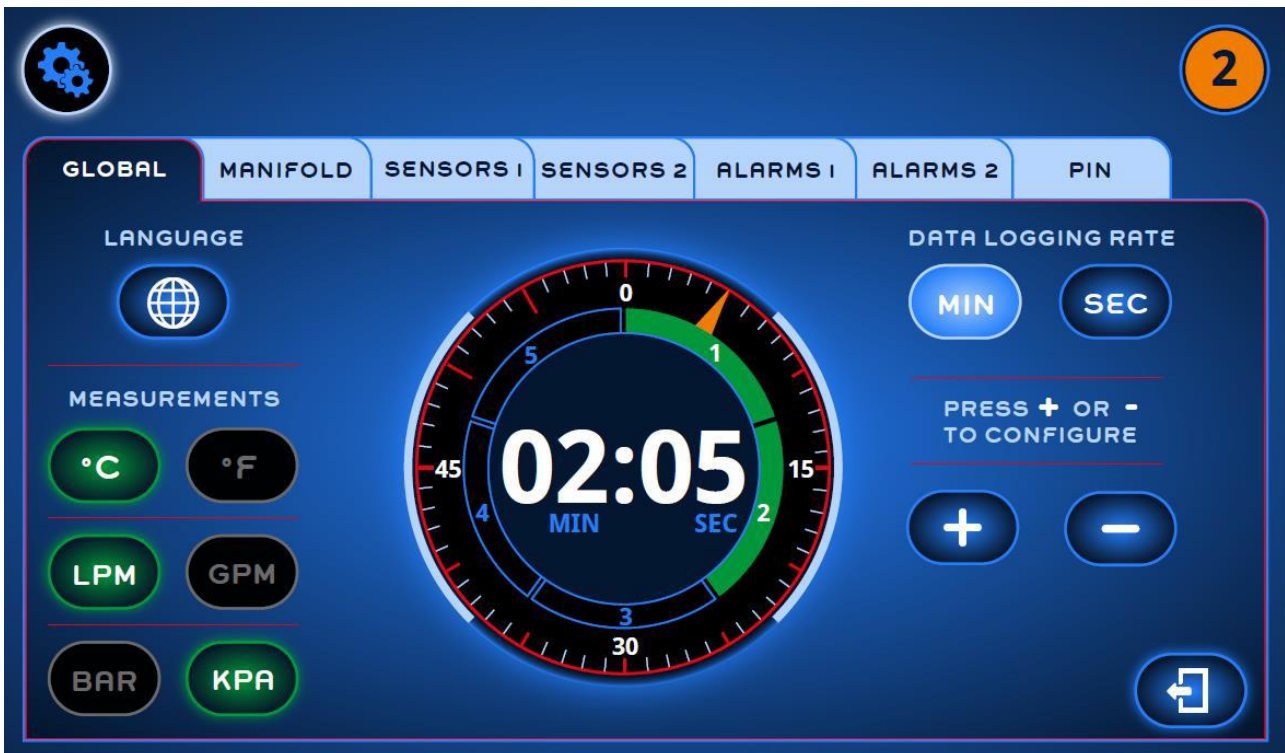 2
GLOBAL MANIFOLD SENSORS 1 SENSORS 2 ALARMS 1 ALARMS 2 PIN
LANGUAGE
MEASUREMENTS
°C °F
LPM GPM
BAR KPA
0
1
15
2
30
3
45
4
5
02:05
MIN SEC
DATA LOGGING RATE
MIN SEC
PRESS + OR -
TO CONFIGURE
+ -